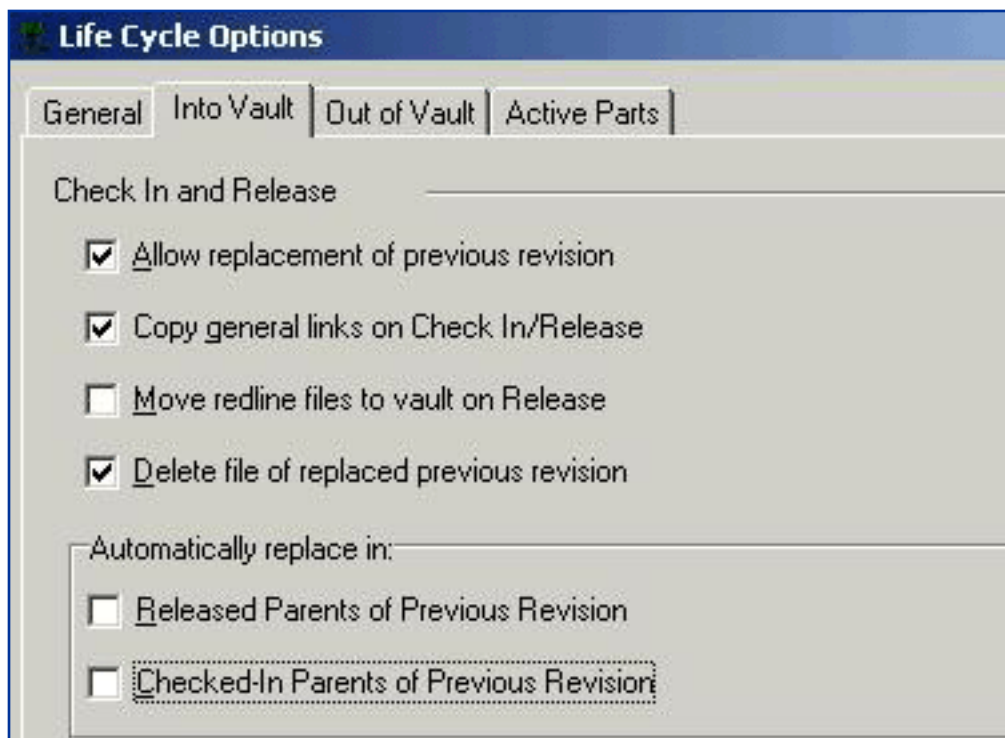 Life Cycle Options
General Into Vault Out of Vault Active Parts
Check In and Release
Allow replacement of previous revision
Copy general links on Check In/Release
Move redline files to vault on Release
Delete file of replaced previous revision
Automatically replace in:
Released Parents of Previous Revision
Checked-In Parents of Previous Revision